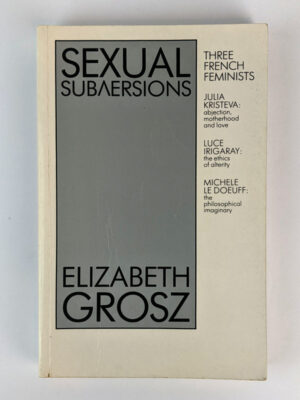 SEXUAL
SUBVERSIONS
THREE
FRENCH
FEMINISTS
JULIA
KRISTEVA:
abjection,
motherhood
and love
LUCE
IRIGARAY:
the ethics
of alterity
MICHELE
LE DOEUFF:
the
philosophical
imaginary
ELIZABETH
GROSZ